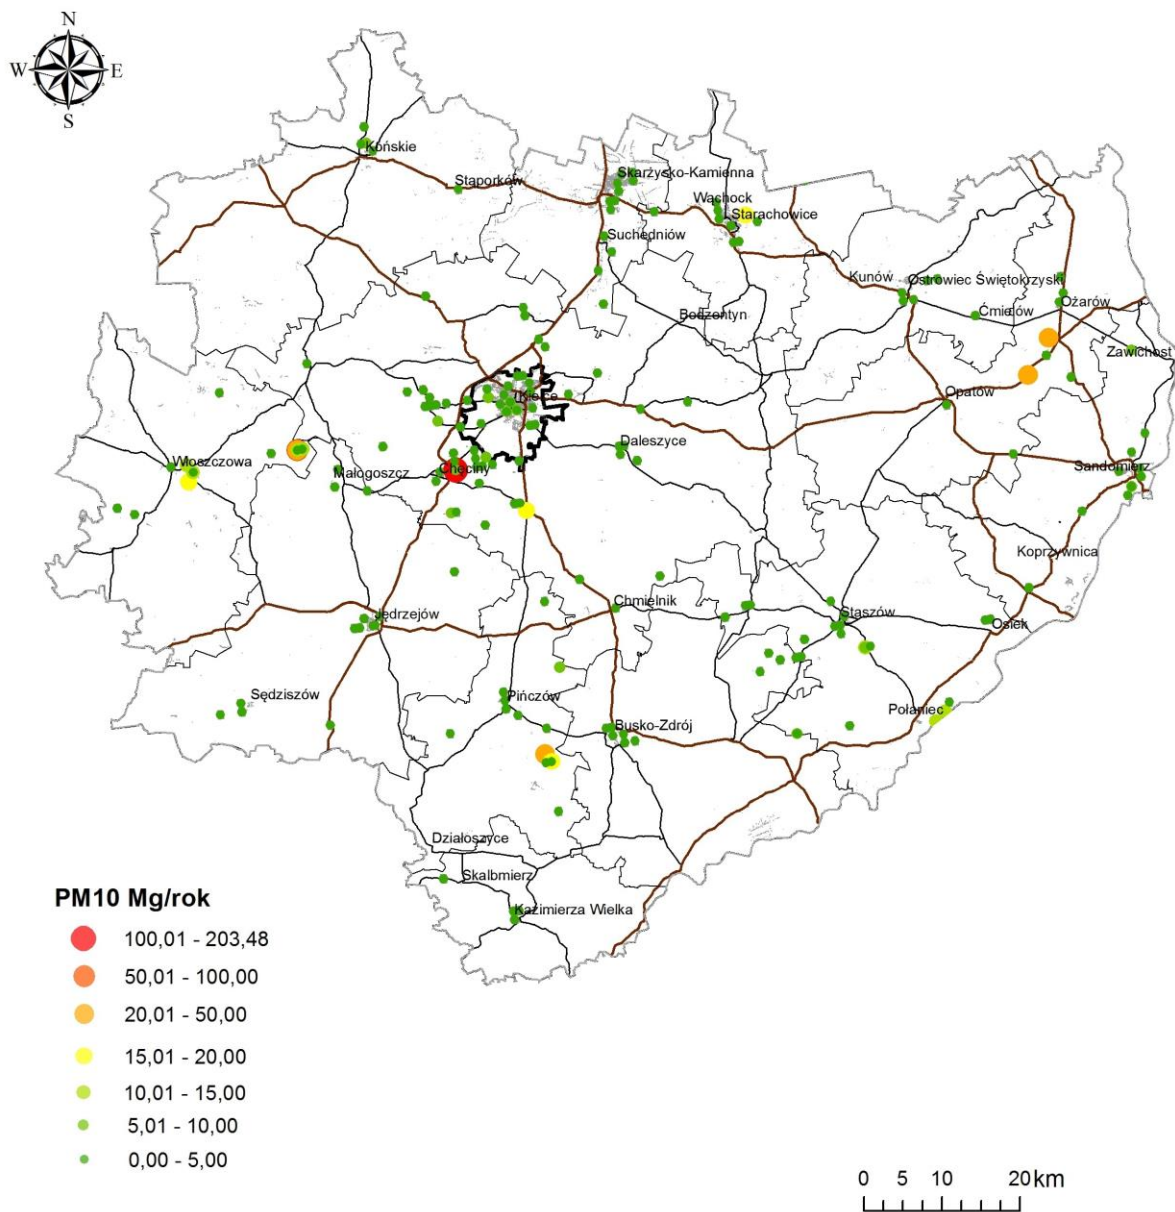 N
W E
S
Końskie
Stąporków
Skarżysko-Kamienna
Wąchock
Starachowice
Suchedniów
Kunów
Ostrowiec Świętokrzyski
Bodzentyn
Ćmielów
Ożarów
Zawichost
Kielce
Opatów
Daleszyce
Włoszczowa
Małogoszcz
Chęciny
Sandomierz
Koprzywnica
Chmielnik
Jędrzejów
Staszów
Osiek
Sędziszów
Pińczów
Połaniec
Busko-Zdrój
Działoszyce
Skalbmierz
Kazimierza Wielka
PM10 Mg/rok
100,01 - 203,48
50,01 - 100,00
20,01 - 50,00
15,01 - 20,00
10,01 - 15,00
5,01 - 10,00
0,00 - 5,00
0 5 10 20 km